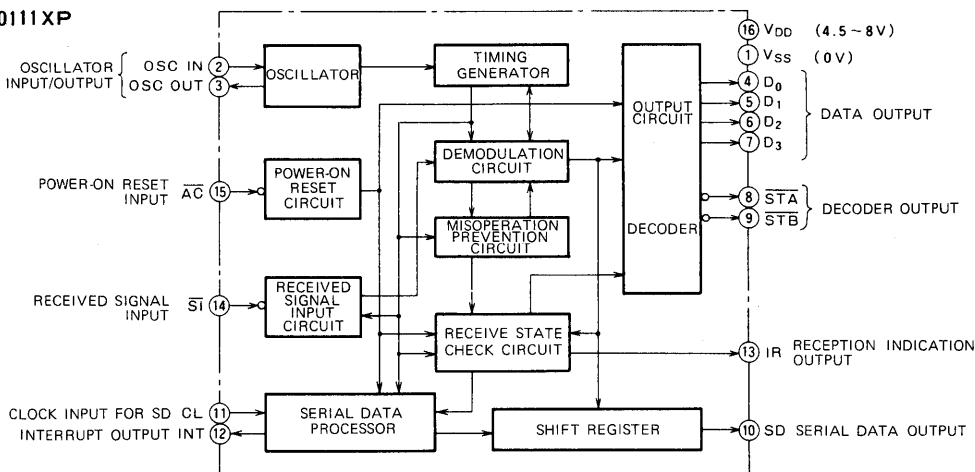 0111XP
16 VDD (4.5~8V)
1 VSS (0V)
OSCILLATOR
INPUT/OUTPUT
OSC IN 2
OSC OUT 3
OSCILLATOR
TIMING
GENERATOR
OUTPUT
CIRCUIT
DECODER
4 D0
5 D1
6 D2
7 D3
DATA OUTPUT
DEMODULATION
CIRCUIT
POWER-ON RESET
INPUT
AC 15
POWER-ON
RESET
CIRCUIT
8 STA
9 STB
DECODER OUTPUT
MISOPERATION
PREVENTION
CIRCUIT
RECEIVED SIGNAL
INPUT
SI 14
RECEIVED
SIGNAL
INPUT
CIRCUIT
RECEIVE STATE
CHECK CIRCUIT
13 IR RECEPTION INDICATION
OUTPUT
CLOCK INPUT FOR SD CL 11
INTERRUPT OUTPUT INT 12
SERIAL DATA
PROCESSOR
SHIFT REGISTER
10 SD SERIAL DATA OUTPUT